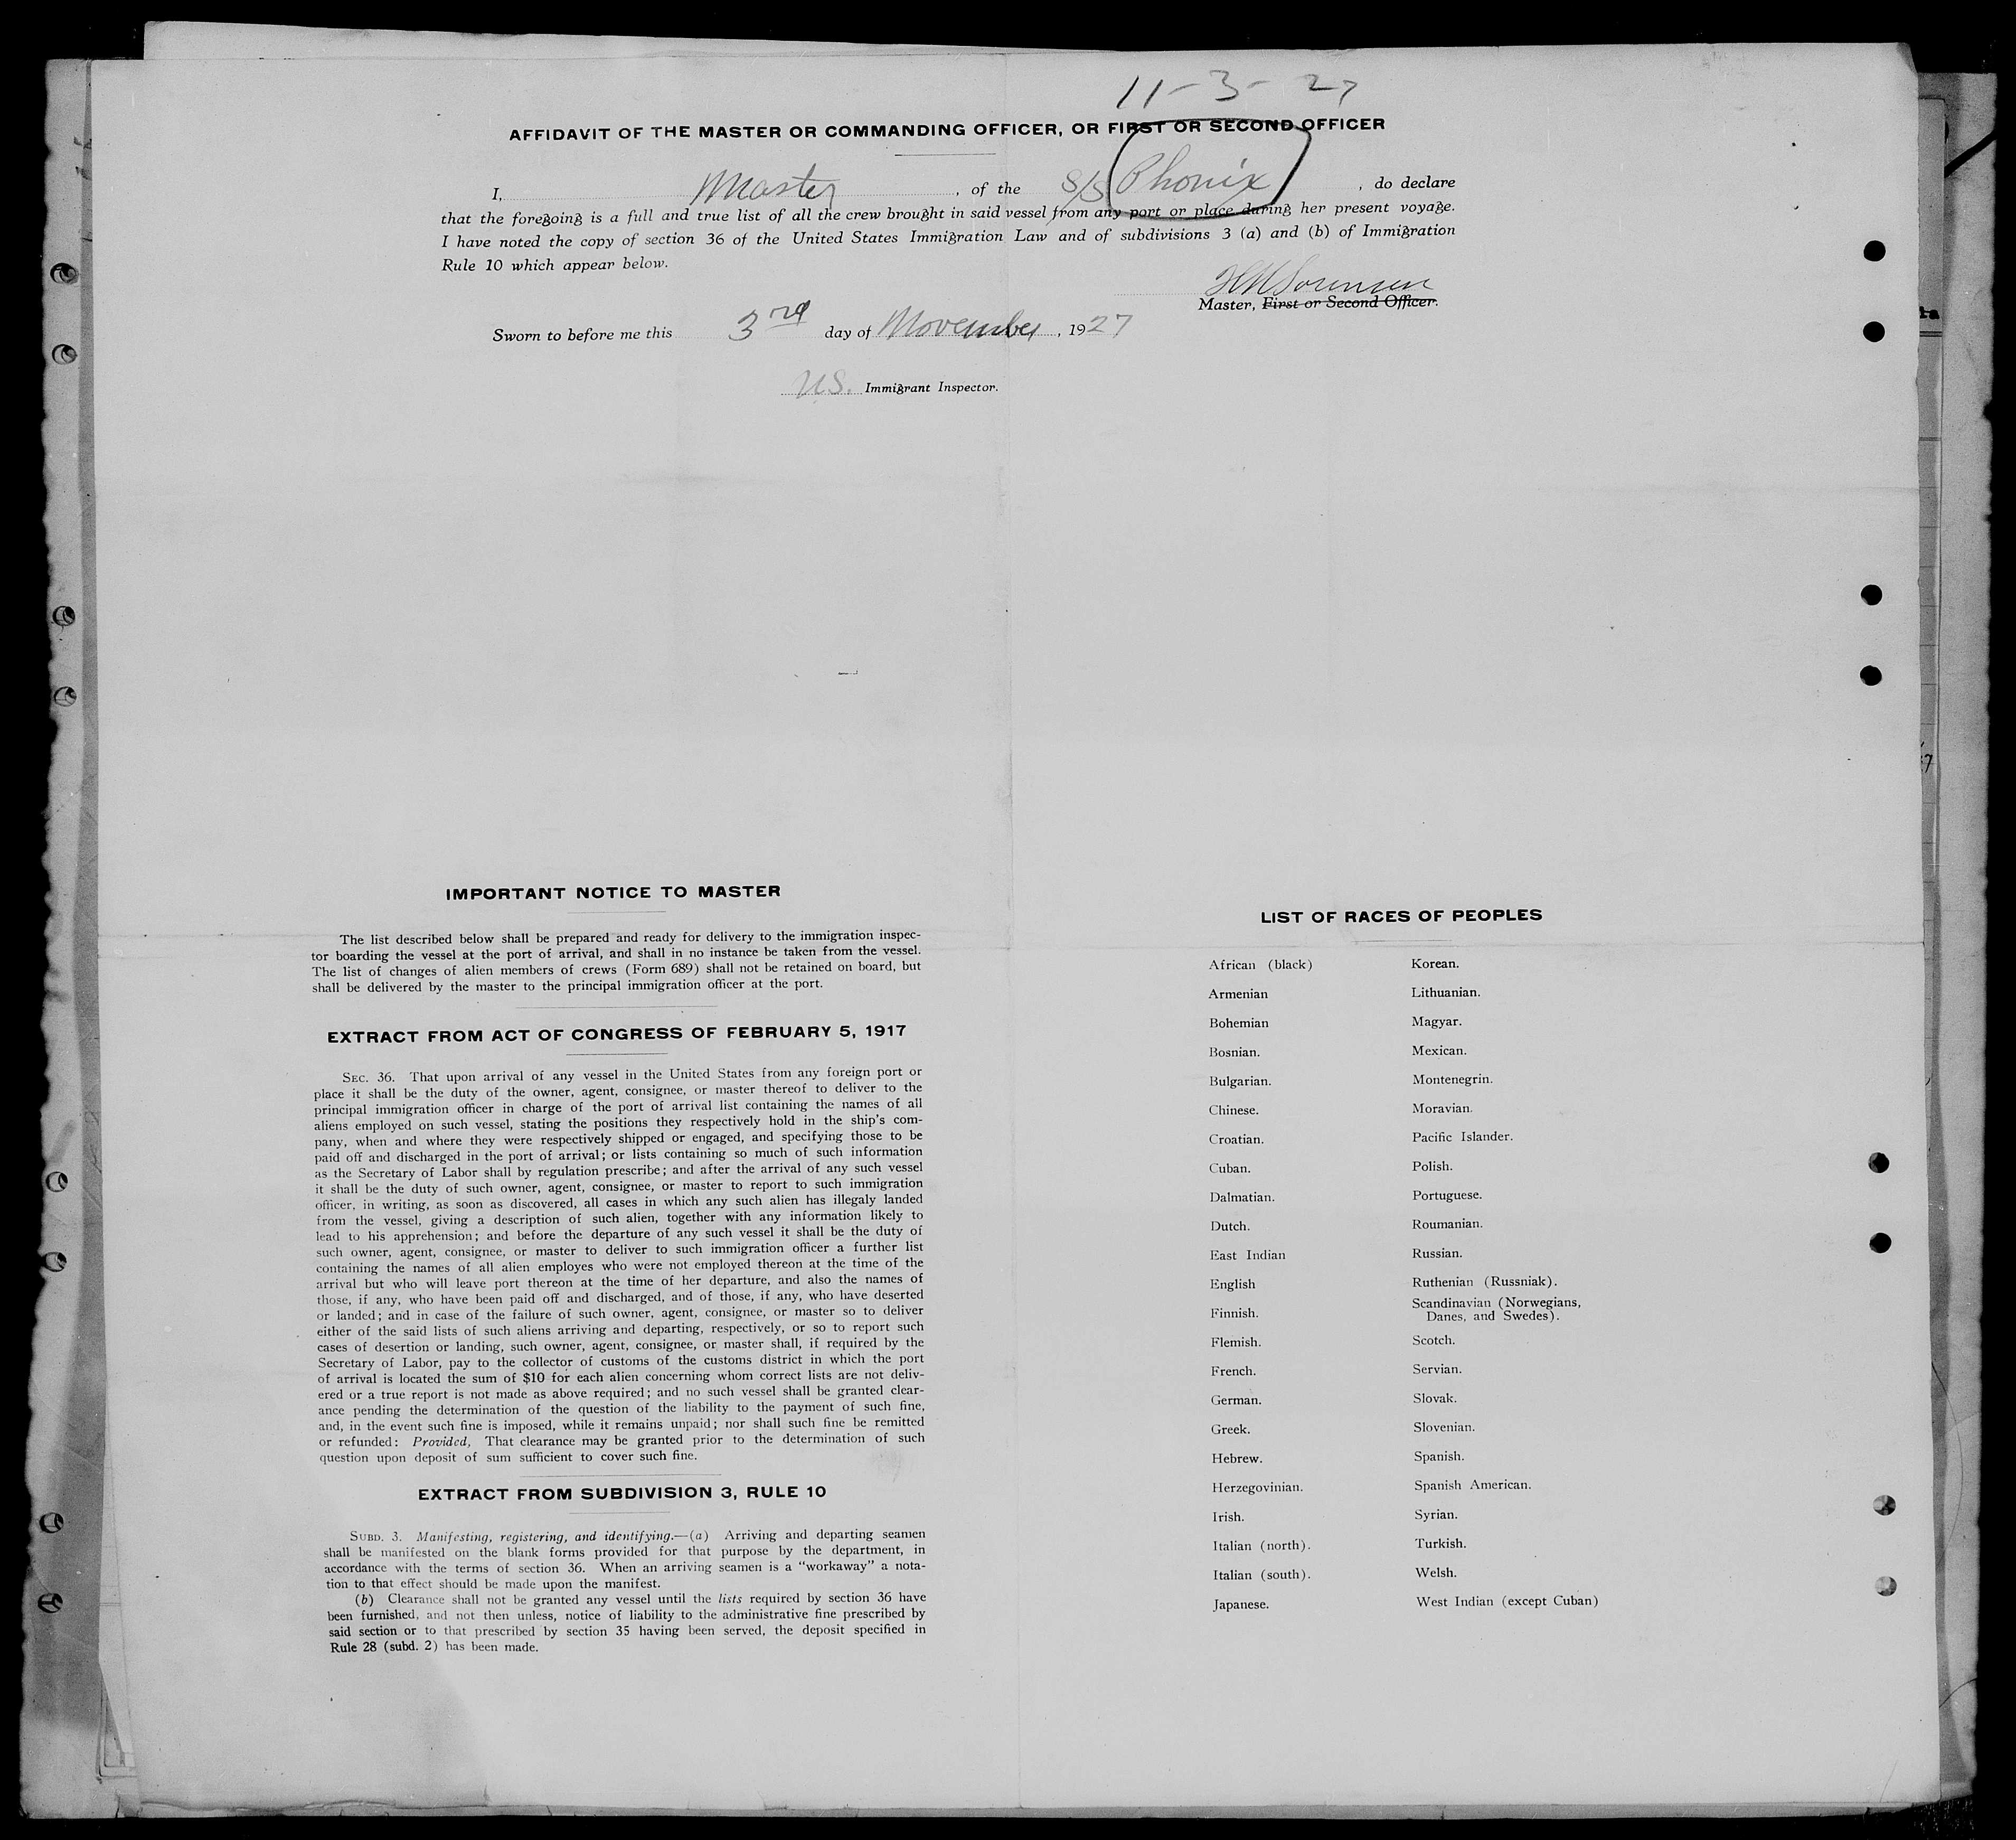 11-3-27
AFFIDAVIT OF THE MASTER OR COMMANDING OFFICER, OR FIRST OR SECOND OFFICER
I, Master, of the S/S Phonix, do declare
that the foregoing is a full and true list of all the crew brought in said vessel from any port or place during her present voyage.
I have noted the copy of section 36 of the United States Immigration Law and of subdivisions 3 (a) and (b) of Immigration
Rule 10 which appear below.
Sorensen
Master, First or Second Officer.
Sworn to before me this 3rd day of November, 1927
U.S. Immigrant Inspector.
IMPORTANT NOTICE TO MASTER
The list described below shall be prepared and ready for delivery to the immigration inspec-
tor boarding the vessel at the port of arrival, and shall in no instance be taken from the vessel.
The list of changes of alien members of crews (Form 689) shall not be retained on board, but
shall be delivered by the master to the principal immigration officer at the port.
EXTRACT FROM ACT OF CONGRESS OF FEBRUARY 5, 1917
SEC. 36. That upon arrival of any vessel in the United States from any foreign port or
place it shall be the duty of the owner, agent, consignee, or master thereof to deliver to the
principal immigration officer in charge of the port of arrival list containing the names of all
aliens employed on such vessel, stating the positions they respectively hold in the ship's com-
pany, when and where they were respectively shipped or engaged, and specifying those to be
paid off and discharged in the port of arrival; or lists containing so much of such information
as the Secretary of Labor shall by regulation prescribe; and after the arrival of any such vessel
it shall be the duty of such owner, agent, consignee, or master to report to such immigration
officer, in writing, as soon as discovered, all cases in which any such alien has illegaly landed
from the vessel, giving a description of such alien, together with any information likely to
lead to his apprehension; and before the departure of any such vessel it shall be the duty of
such owner, agent, consignee, or master to deliver to such immigration officer a further list
containing the names of all alien employes who were not employed thereon at the time of the
arrival but who will leave port thereon at the time of her departure, and also the names of
those, if any, who have been paid off and discharged, and of those, if any, who have deserted
or landed; and in case of the failure of such owner, agent, consignee, or master so to deliver
either of the said lists of such aliens arriving and departing, respectively, or so to report such
cases of desertion or landing, such owner, agent, consignee, or master shall, if required by the
Secretary of Labor, pay to the collector of customs of the customs district in which the port
of arrival is located the sum of $10 for each alien concerning whom correct lists are not deliv-
ered or a true report is not made as above required; and no such vessel shall be granted clear-
ance pending the determination of the question of the liability to the payment of such fine,
and, in the event such fine is imposed, while it remains unpaid; nor shall such fine be remitted
or refunded: Provided, That clearance may be granted prior to the determination of such
question upon deposit of sum sufficient to cover such fine.
EXTRACT FROM SUBDIVISION 3, RULE 10
SUBD. 3. Manifesting, registering, and identifying.—(a) Arriving and departing seamen
shall be manifested on the blank forms provided for that purpose by the department, in
accordance with the terms of section 36. When an arriving seamen is a "workaway" a nota-
tion to that effect should be made upon the manifest.
(b) Clearance shall not be granted any vessel until the lists required by section 36 have
been furnished, and not then unless, notice of liability to the administrative fine prescribed by
said section or to that prescribed by section 35 having been served, the deposit specified in
Rule 28 (subd. 2) has been made.
LIST OF RACES OF PEOPLES
African (black)
Armenian
Bohemian
Bosnian.
Bulgarian.
Chinese.
Croatian.
Cuban.
Dalmatian.
Dutch.
East Indian
English
Finnish.
Flemish.
French.
German.
Greek.
Hebrew.
Herzegovinian.
Irish.
Italian (north).
Italian (south).
Japanese.
Korean.
Lithuanian.
Magyar.
Mexican.
Montenegrin.
Moravian.
Pacific Islander.
Polish.
Portuguese.
Roumanian.
Russian.
Ruthenian (Russniak).
Scandinavian (Norwegians,
Danes, and Swedes).
Scotch.
Servian.
Slovak.
Slovenian.
Spanish.
Spanish American.
Syrian.
Turkish.
Welsh.
West Indian (except Cuban)